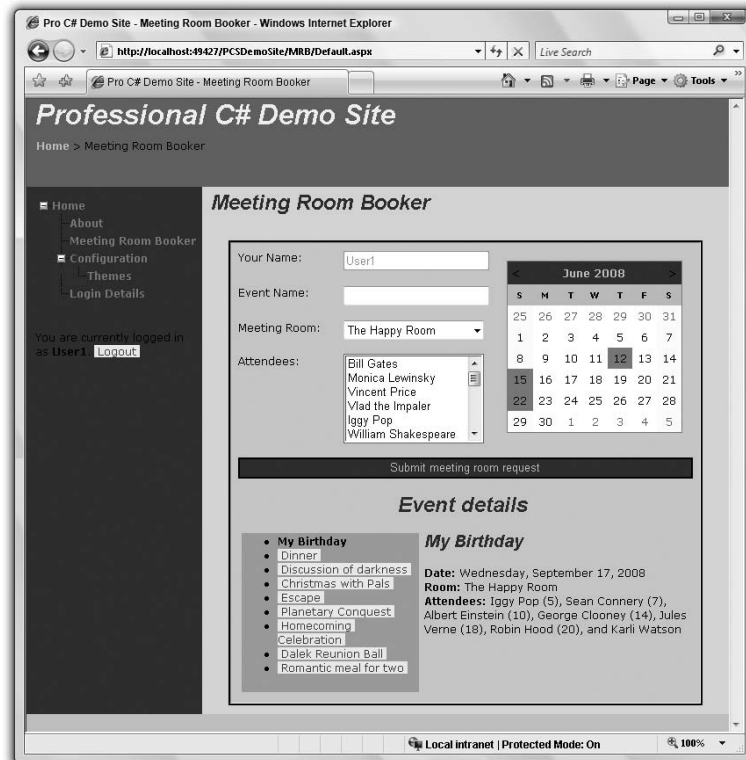 Pro C# Demo Site - Meeting Room Booker - Windows Internet Explorer
http://localhost:49427/PCSDemoSite/MRB/Default.aspx
Live Search
Pro C# Demo Site - Meeting Room Booker
Page
Tools
Professional C# Demo Site
Home > Meeting Room Booker
Home
About
Meeting Room Booker
Configuration
Themes
Login Details
You are currently logged in
as User1. Logout
Meeting Room Booker
Your Name: User1
Event Name:
Meeting Room: The Happy Room
Attendees:
Bill Gates
Monica Lewinsky
Vincent Price
Vlad the Impaler
Iggy Pop
William Shakespeare
< June 2008 >
S M T W T F S
25 26 27 28 29 30 31
1 2 3 4 5 6 7
8 9 10 11 12 13 14
15 16 17 18 19 20 21
22 23 24 25 26 27 28
29 30 1 2 3 4 5
Submit meeting room request
Event details
My Birthday
Dinner
Discussion of darkness
Christmas with Pals
Escape
Planetary Conquest
Homecoming
Celebration
Dalek Reunion Ball
Romantic meal for two
My Birthday
Date: Wednesday, September 17, 2008
Room: The Happy Room
Attendees: Iggy Pop (5), Sean Connery (7),
Albert Einstein (10), George Clooney (14), Jules
Verne (18), Robin Hood (20), and Karli Watson
Local intranet | Protected Mode: On
100%